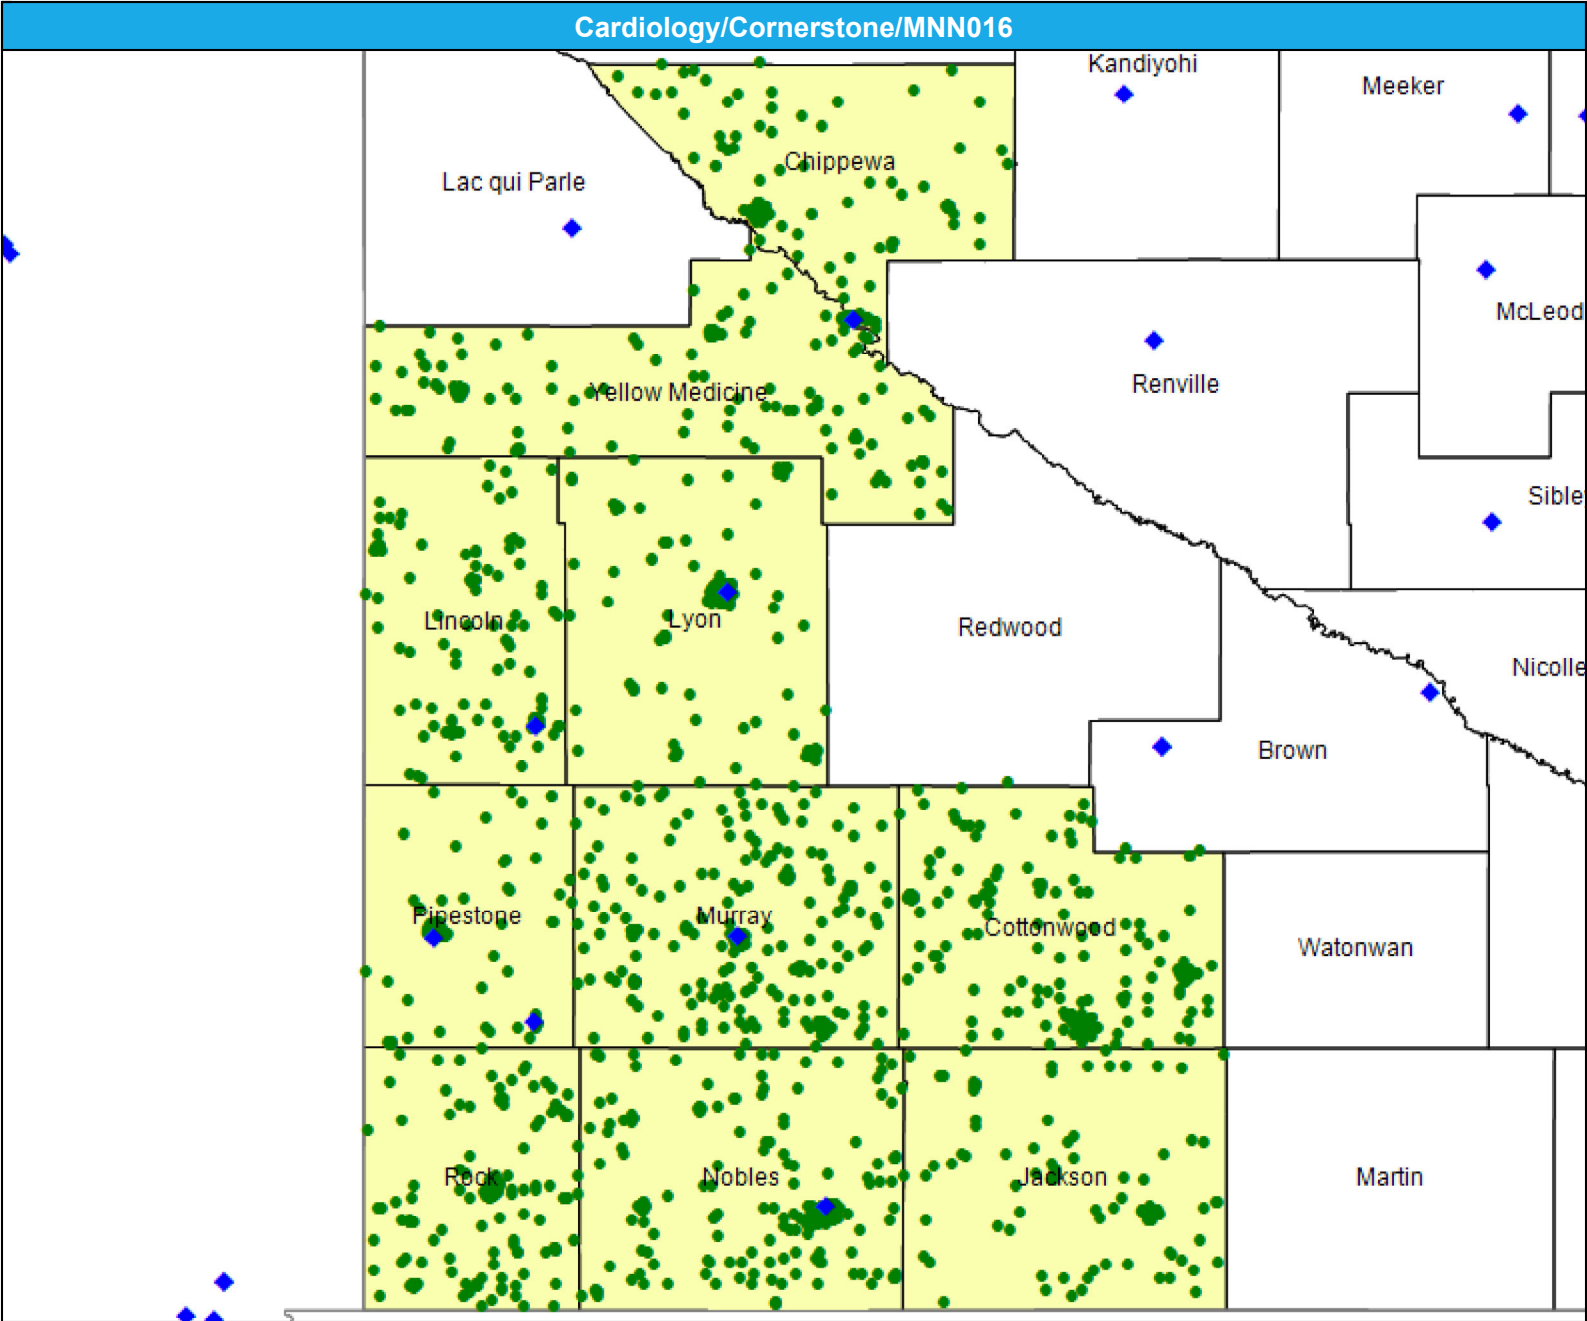 Cardiology/Cornerstone/MNN016
Kandiyohi
Meeker
Chippewa
Lac qui Parle
McLeod
Renville
Yellow Medicine
Sible
Lincoln
Lyon
Redwood
Nicolle
Brown
Pipestone
Murray
Cottonwood
Watonwan
Rock
Nobles
Jackson
Martin